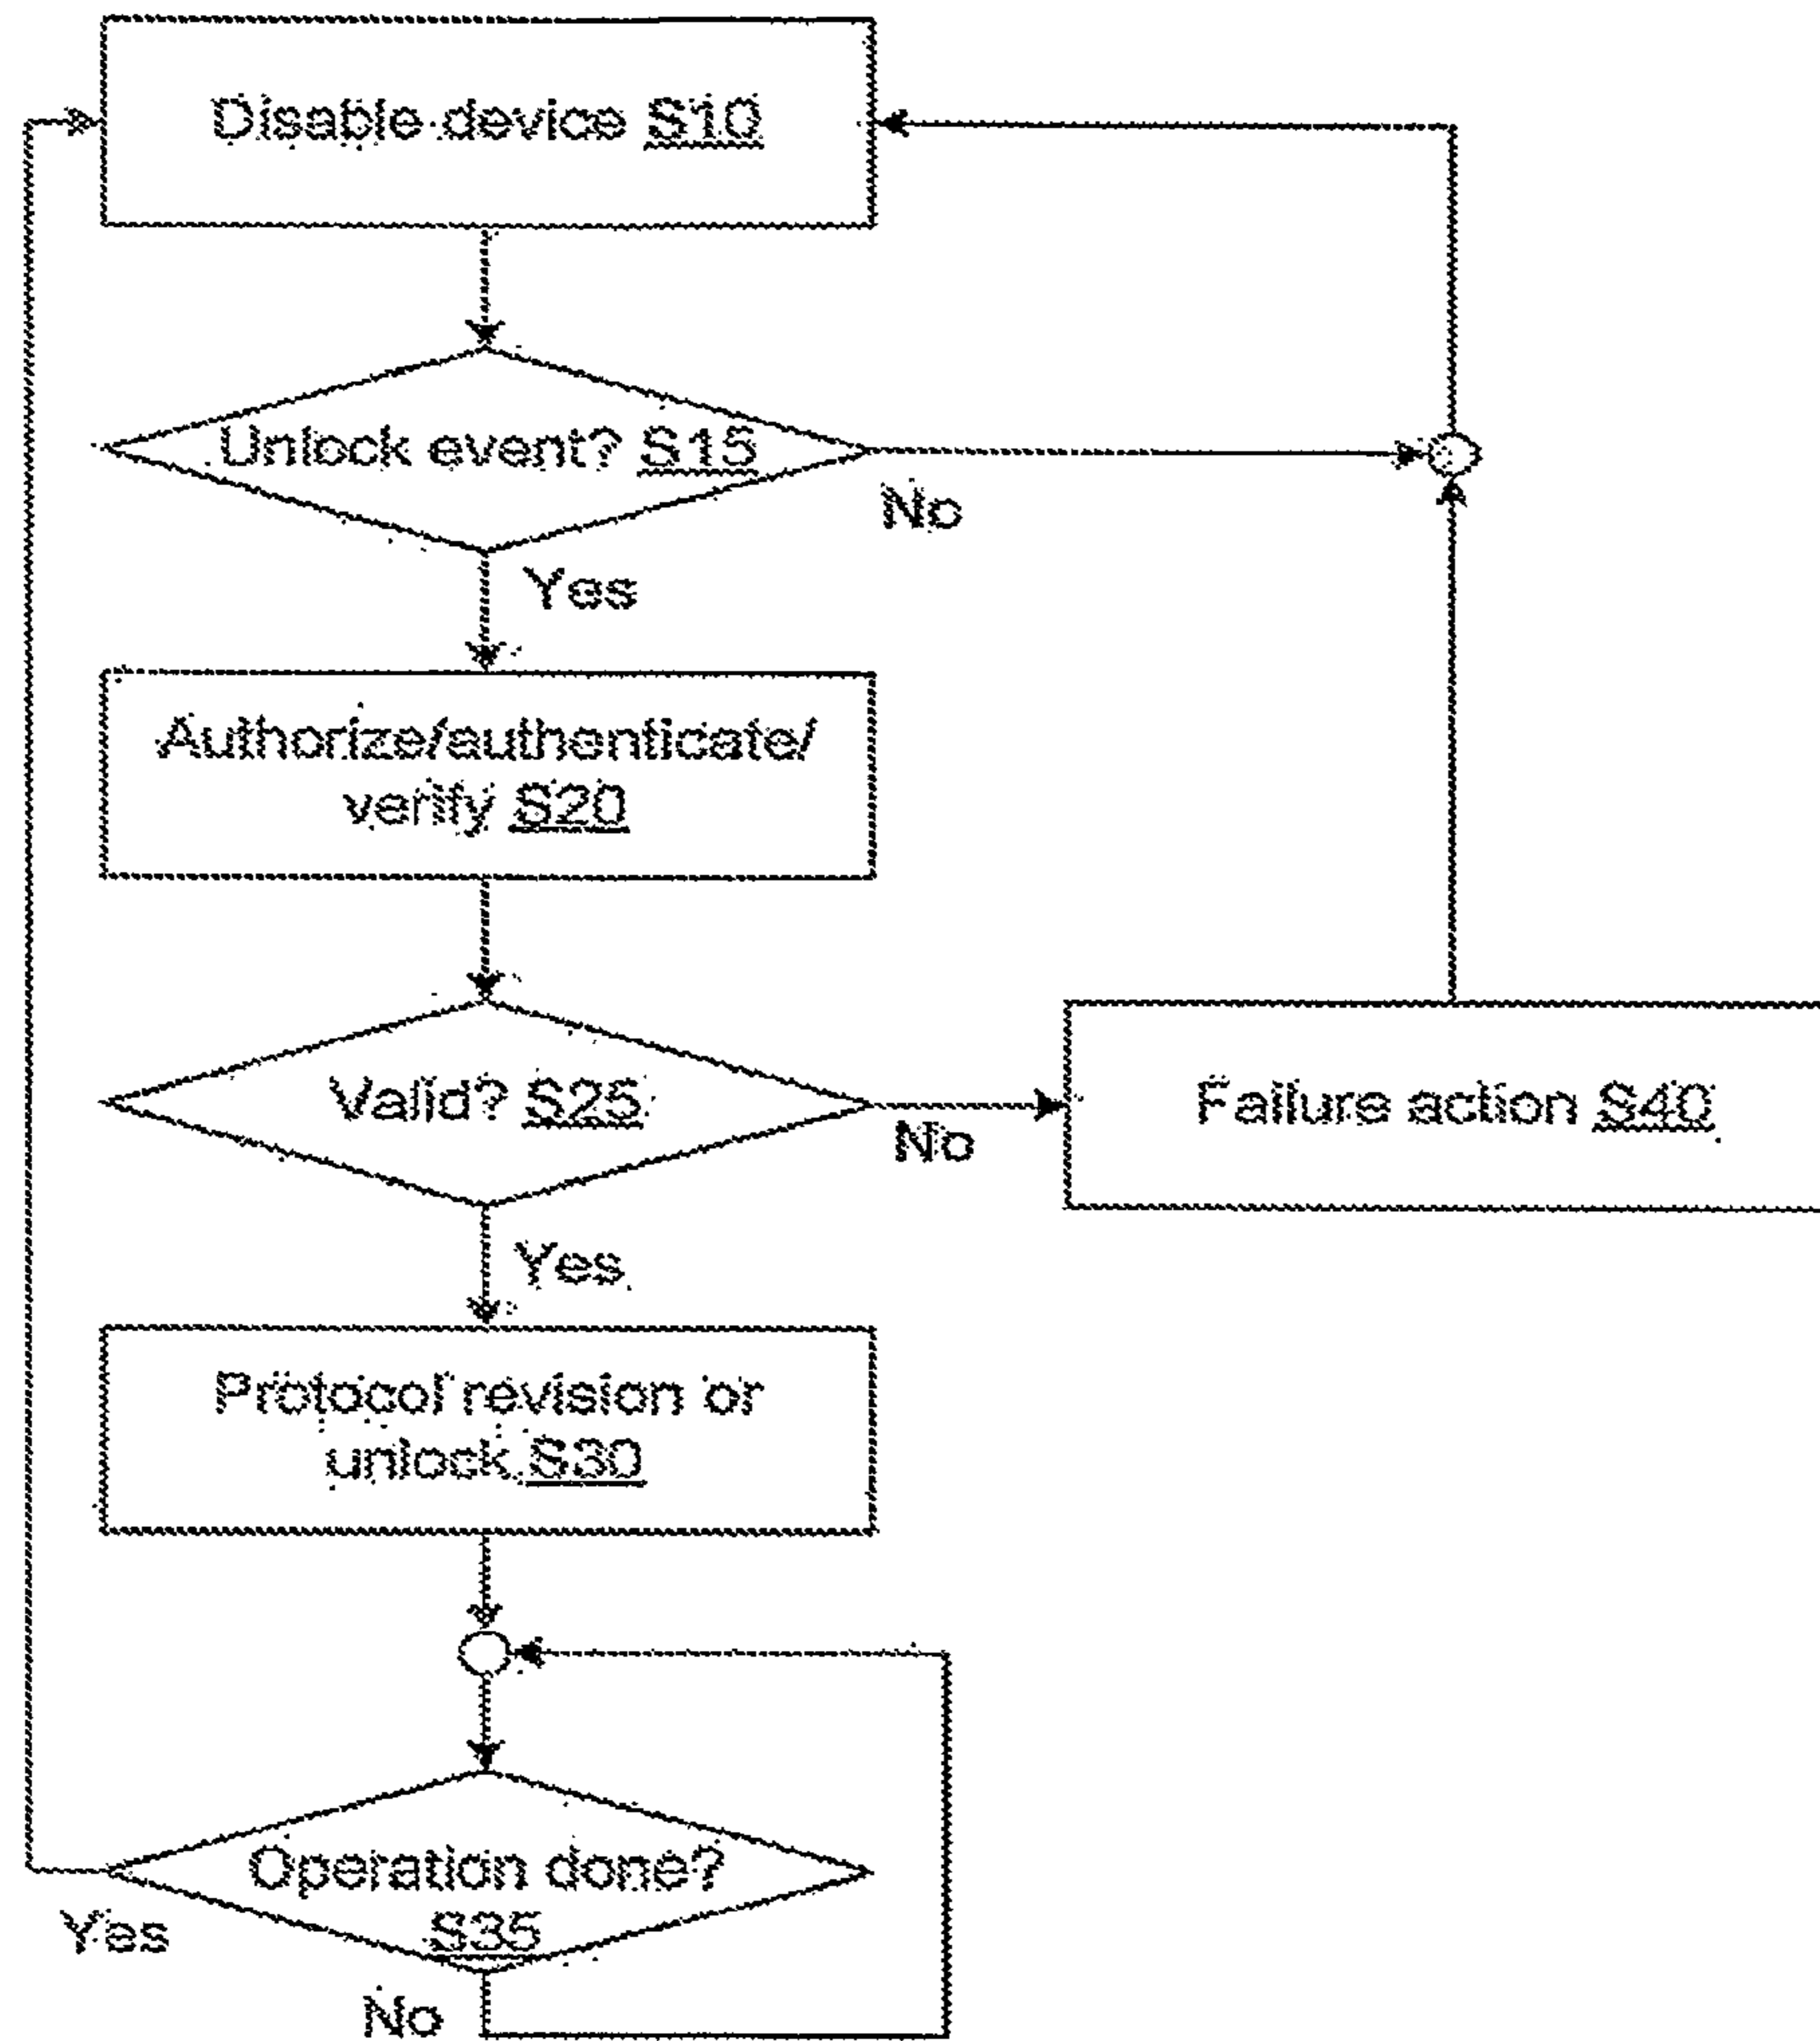 Disable device S10
Unlock event? S15
No
Yes
Authorize/authenticate/
verify S20
Valid? S25
No
Failure action S40
Yes
Protocol revision or
unlock S30
Operation done?
S35
Yes
No